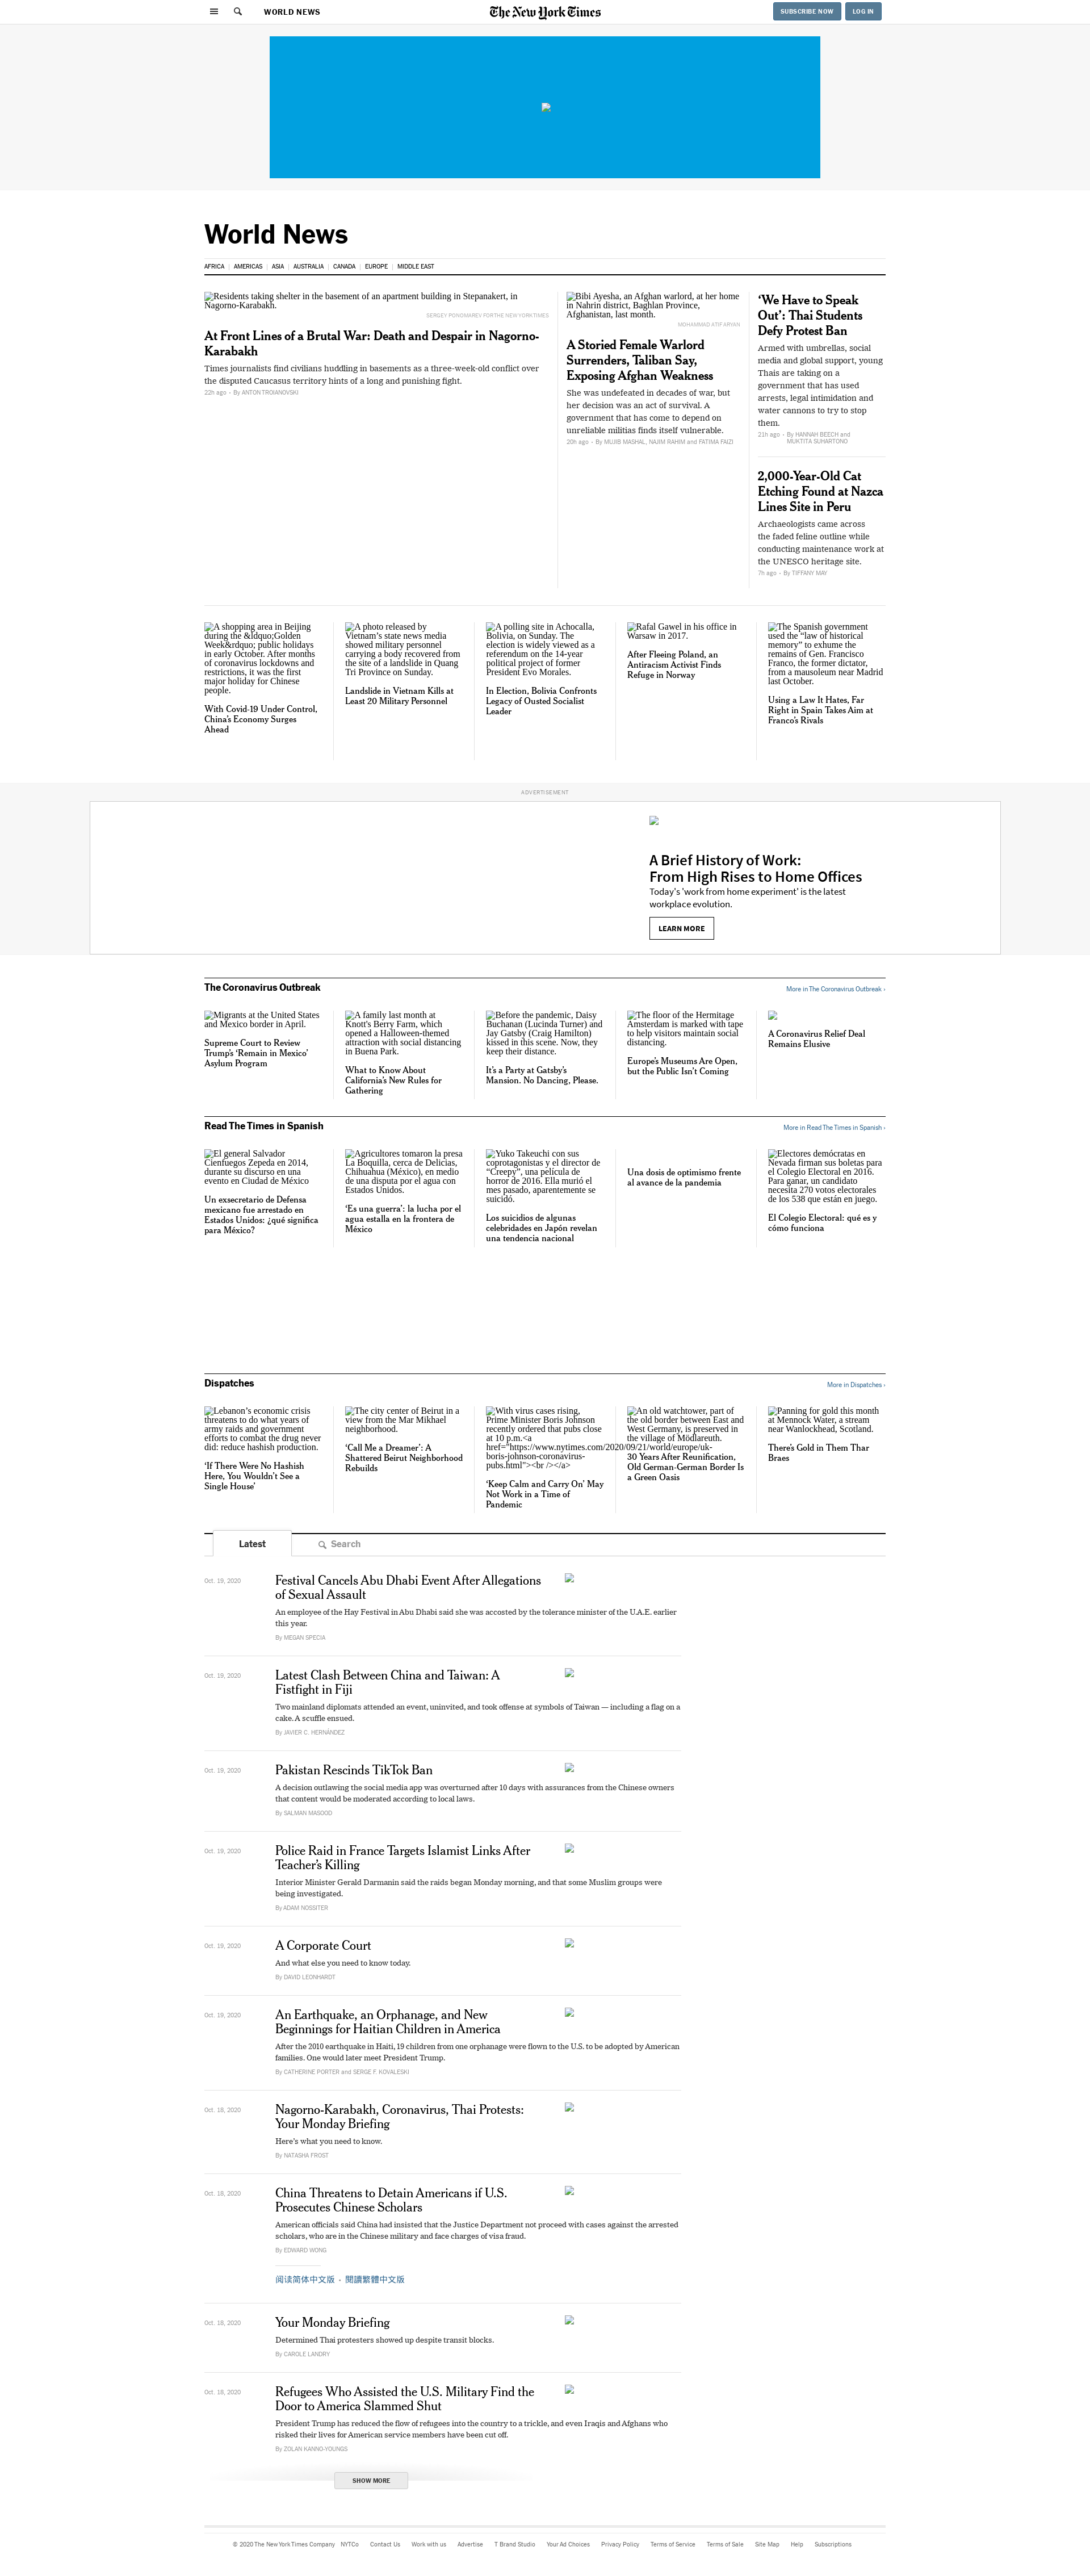 WORLD NEWS
The New York Times
SUBSCRIBE NOW
LOG IN
World News
AFRICA | AMERICAS | ASIA | AUSTRALIA | CANADA | EUROPE | MIDDLE EAST
Residents taking shelter in the basement of an apartment building in Stepanakert, in
Nagorno-Karabakh.
SERGEY PONOMAREV FOR THE NEW YORK TIMES
At Front Lines of a Brutal War: Death and Despair in Nagorno-
Karabakh
Times journalists find civilians huddling in basements as a three-week-old conflict over
the disputed Caucasus territory hints of a long and punishing fight.
22h ago - By ANTON TROIANOVSKI
Bibi Ayesha, an Afghan warlord, at her home
in Nahrin district, Baghlan Province,
Afghanistan, last month.
MOHAMMAD ATIF ARYAN
A Storied Female Warlord
Surrenders, Taliban Say,
Exposing Afghan Weakness
She was undefeated in decades of war, but
her decision was an act of survival. A
government that has come to depend on
unreliable militias finds itself vulnerable.
20h ago - By MUJIB MASHAL, NAJIM RAHIM and FATIMA FAIZI
‘We Have to Speak
Out’: Thai Students
Defy Protest Ban
Armed with umbrellas, social
media and global support, young
Thais are taking on a
government that has used
arrests, legal intimidation and
water cannons to try to stop
them.
21h ago - By HANNAH BEECH and
MUKTITA SUHARTONO
2,000-Year-Old Cat
Etching Found at Nazca
Lines Site in Peru
Archaeologists came across
the faded feline outline while
conducting maintenance work at
the UNESCO heritage site.
7h ago - By TIFFANY MAY
A shopping area in Beijing
during the &ldquo;Golden
Week&rdquo; public holidays
in early October. After months
of coronavirus lockdowns and
restrictions, it was the first
major holiday for Chinese
people.
With Covid-19 Under Control,
China’s Economy Surges
Ahead
A photo released by
Vietnam’s state news media
showed military personnel
carrying a body recovered from
the site of a landslide in Quang
Tri Province on Sunday.
Landslide in Vietnam Kills at
Least 20 Military Personnel
A polling site in Achocalla,
Bolivia, on Sunday. The
election is widely viewed as a
referendum on the 14-year
political project of former
President Evo Morales.
In Election, Bolivia Confronts
Legacy of Ousted Socialist
Leader
Rafal Gawel in his office in
Warsaw in 2017.
After Fleeing Poland, an
Antiracism Activist Finds
Refuge in Norway
The Spanish government
used the “law of historical
memory” to exhume the
remains of Gen. Francisco
Franco, the former dictator,
from a mausoleum near Madrid
last October.
Using a Law It Hates, Far
Right in Spain Takes Aim at
Franco’s Rivals
ADVERTISEMENT
A Brief History of Work:
From High Rises to Home Offices
Today's 'work from home experiment' is the latest
workplace evolution.
LEARN MORE
The Coronavirus Outbreak
More in The Coronavirus Outbreak ›
Migrants at the United States
and Mexico border in April.
Supreme Court to Review
Trump’s ‘Remain in Mexico’
Asylum Program
A family last month at
Knott's Berry Farm, which
opened a Halloween-themed
attraction with social distancing
in Buena Park.
What to Know About
California’s New Rules for
Gathering
Before the pandemic, Daisy
Buchanan (Lucinda Turner) and
Jay Gatsby (Craig Hamilton)
kissed in this scene. Now, they
keep their distance.
It’s a Party at Gatsby’s
Mansion. No Dancing, Please.
The floor of the Hermitage
Amsterdam is marked with tape
to help visitors maintain social
distancing.
Europe’s Museums Are Open,
but the Public Isn’t Coming
A Coronavirus Relief Deal
Remains Elusive
Read The Times in Spanish
More in Read The Times in Spanish ›
El general Salvador
Cienfuegos Zepeda en 2014,
durante su discurso en una
evento en Ciudad de México
Un exsecretario de Defensa
mexicano fue arrestado en
Estados Unidos: ¿qué significa
para México?
Agricultores tomaron la presa
La Boquilla, cerca de Delicias,
Chihuahua (México), en medio
de una disputa por el agua con
Estados Unidos.
‘Es una guerra’: la lucha por el
agua estalla en la frontera de
México
Yuko Takeuchi con sus
coprotagonistas y el director de
“Creepy”, una película de
horror de 2016. Ella murió el
mes pasado, aparentemente se
suicidó.
Los suicidios de algunas
celebridades en Japón revelan
una tendencia nacional
Una dosis de optimismo frente
al avance de la pandemia
Electores demócratas en
Nevada firman sus boletas para
el Colegio Electoral en 2016.
Para ganar, un candidato
necesita 270 votos electorales
de los 538 que están en juego.
El Colegio Electoral: qué es y
cómo funciona
Dispatches
More in Dispatches ›
Lebanon’s economic crisis
threatens to do what years of
army raids and government
efforts to combat the drug never
did: reduce hashish production.
‘If There Were No Hashish
Here, You Wouldn’t See a
Single House’
The city center of Beirut in a
view from the Mar Mikhael
neighborhood.
‘Call Me a Dreamer’: A
Shattered Beirut Neighborhood
Rebuilds
With virus cases rising,
Prime Minister Boris Johnson
recently ordered that pubs close
at 10 p.m.<a
href="https://www.nytimes.com/2020/09/21/world/europe/uk-
boris-johnson-coronavirus-
pubs.html"><br /></a>
‘Keep Calm and Carry On’ May
Not Work in a Time of
Pandemic
An old watchtower, part of
the old border between East and
West Germany, is preserved in
the village of Mödlareuth.
30 Years After Reunification,
Old German-German Border Is
a Green Oasis
Panning for gold this month
at Mennock Water, a stream
near Wanlockhead, Scotland.
There’s Gold in Them Thar
Braes
Latest
Search
Oct. 19, 2020
Festival Cancels Abu Dhabi Event After Allegations
of Sexual Assault
An employee of the Hay Festival in Abu Dhabi said she was accosted by the tolerance minister of the U.A.E. earlier
this year.
By MEGAN SPECIA
Oct. 19, 2020
Latest Clash Between China and Taiwan: A
Fistfight in Fiji
Two mainland diplomats attended an event, uninvited, and took offense at symbols of Taiwan — including a flag on a
cake. A scuffle ensued.
By JAVIER C. HERNÁNDEZ
Oct. 19, 2020
Pakistan Rescinds TikTok Ban
A decision outlawing the social media app was overturned after 10 days with assurances from the Chinese owners
that content would be moderated according to local laws.
By SALMAN MASOOD
Oct. 19, 2020
Police Raid in France Targets Islamist Links After
Teacher’s Killing
Interior Minister Gerald Darmanin said the raids began Monday morning, and that some Muslim groups were
being investigated.
By ADAM NOSSITER
Oct. 19, 2020
A Corporate Court
And what else you need to know today.
By DAVID LEONHARDT
Oct. 19, 2020
An Earthquake, an Orphanage, and New
Beginnings for Haitian Children in America
After the 2010 earthquake in Haiti, 19 children from one orphanage were flown to the U.S. to be adopted by American
families. One would later meet President Trump.
By CATHERINE PORTER and SERGE F. KOVALESKI
Oct. 18, 2020
Nagorno-Karabakh, Coronavirus, Thai Protests:
Your Monday Briefing
Here’s what you need to know.
By NATASHA FROST
Oct. 18, 2020
China Threatens to Detain Americans if U.S.
Prosecutes Chinese Scholars
American officials said China had insisted that the Justice Department not proceed with cases against the arrested
scholars, who are in the Chinese military and face charges of visa fraud.
By EDWARD WONG
阅读简体中文版 - 閱讀繁體中文版
Oct. 18, 2020
Your Monday Briefing
Determined Thai protesters showed up despite transit blocks.
By CAROLE LANDRY
Oct. 18, 2020
Refugees Who Assisted the U.S. Military Find the
Door to America Slammed Shut
President Trump has reduced the flow of refugees into the country to a trickle, and even Iraqis and Afghans who
risked their lives for American service members have been cut off.
By ZOLAN KANNO-YOUNGS
SHOW MORE
© 2020 The New York Times Company NYTCo Contact Us Work with us Advertise T Brand Studio Your Ad Choices Privacy Policy Terms of Service Terms of Sale Site Map Help Subscriptions